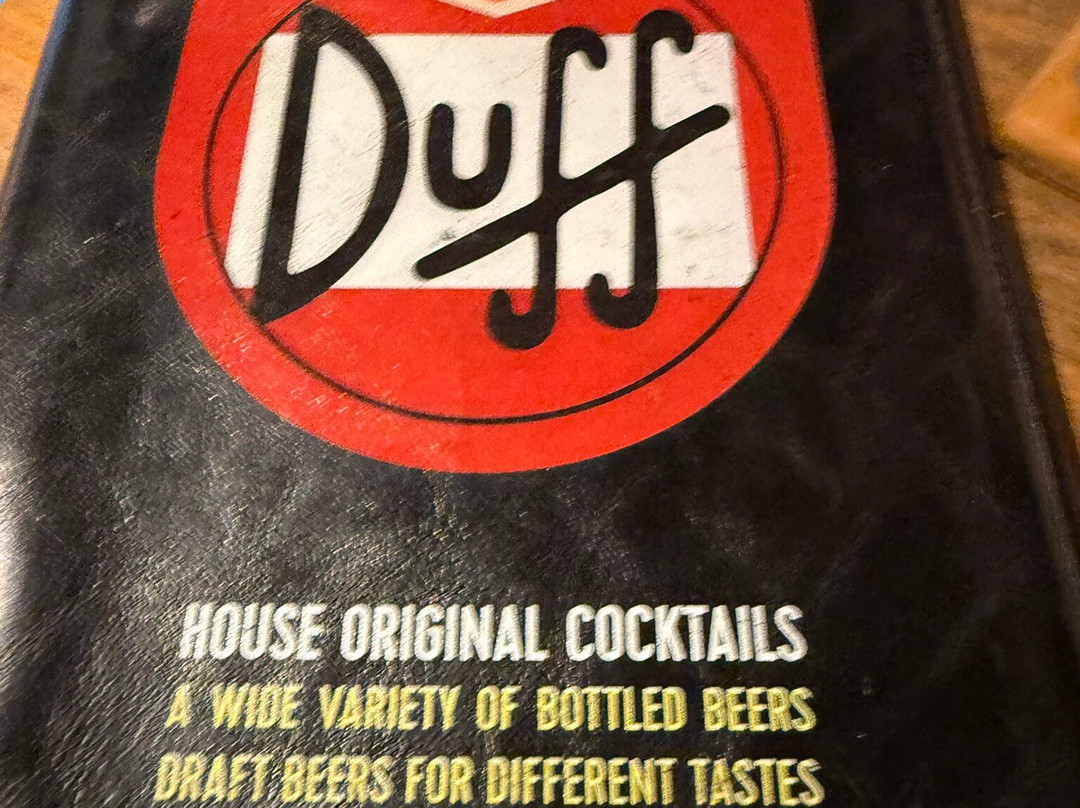 Duff
HOUSE ORIGINAL COCKTAILS
A WIDE VARIETY OF BOTTLED BEERS
DRAFT BEERS FOR DIFFERENT TASTES